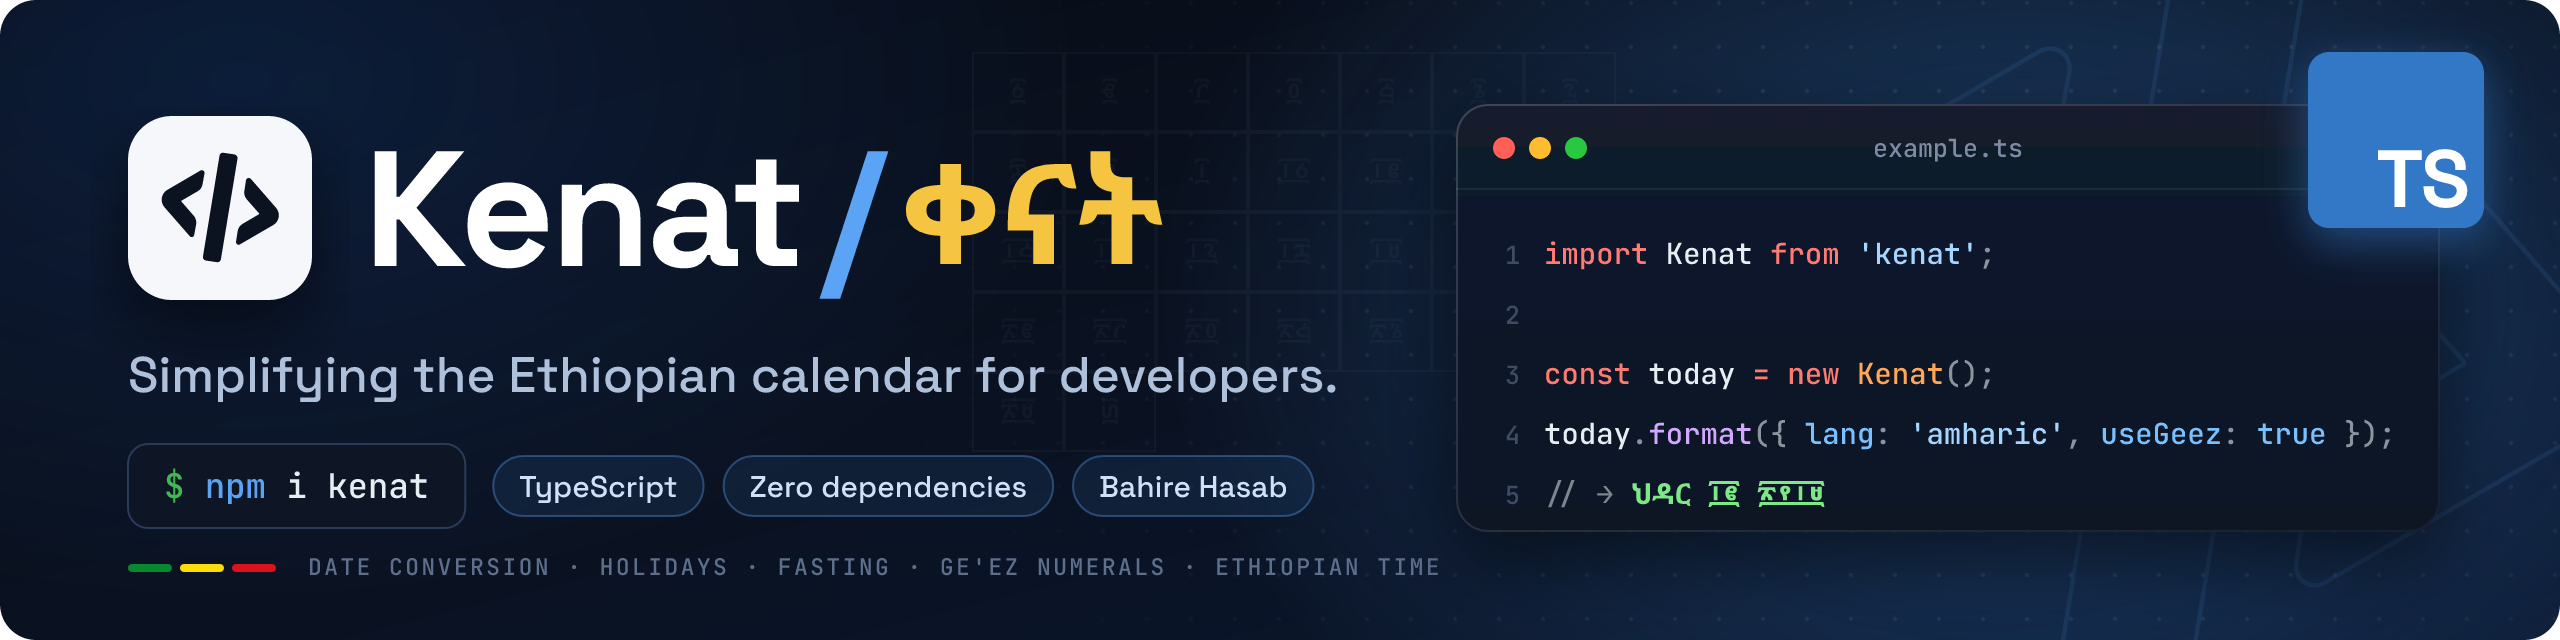 </>
Kenat/ቀናት
Simplifying the Ethiopian calendar for developers.
$ npm i kenat
TypeScript
Zero dependencies
Bahire Hasab
DATE CONVERSION · HOLIDAYS · FASTING · GE'EZ NUMERALS · ETHIOPIAN TIME
example.ts
TS
1 import Kenat from 'kenat';
2
3 const today = new Kenat();
4 today.format({ lang: 'amharic', useGeez: true });
5 // → ህዳር